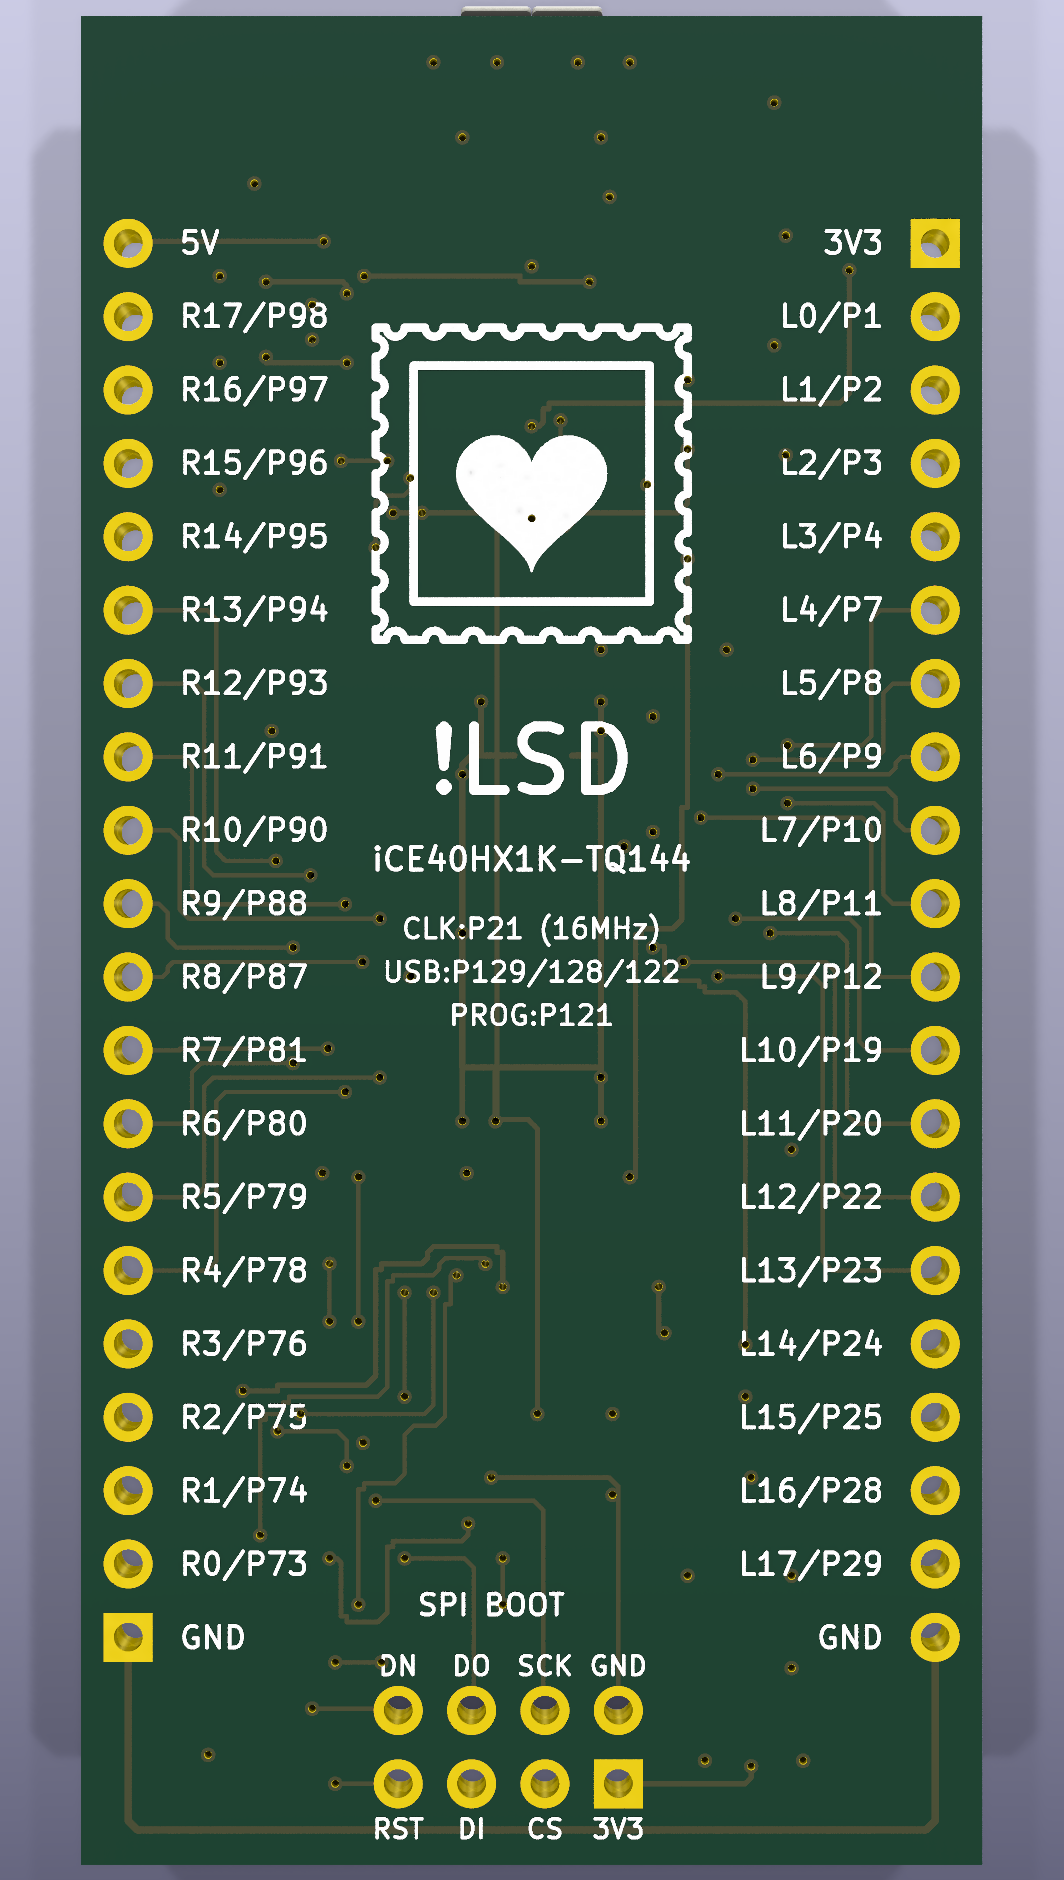 5V 3V3
R17/P98 L0/P1
R16/P97 L1/P2
R15/P96 L2/P3
R14/P95 L3/P4
R13/P94 L4/P7
R12/P93 L5/P8
!LSD
R11/P91 L6/P9
R10/P90 L7/P10
iCE40HX1K-TQ144
R9/P88 L8/P11
CLK:P21 (16MHz)
USB:P129/128/122
R8/P87 L9/P12
PROG:P121
R7/P81 L10/P19
R6/P80 L11/P20
R5/P79 L12/P22
R4/P78 L13/P23
R3/P76 L14/P24
R2/P75 L15/P25
R1/P74 L16/P28
R0/P73 L17/P29
SPI BOOT
GND GND
DN DO SCK GND
RST DI CS 3V3